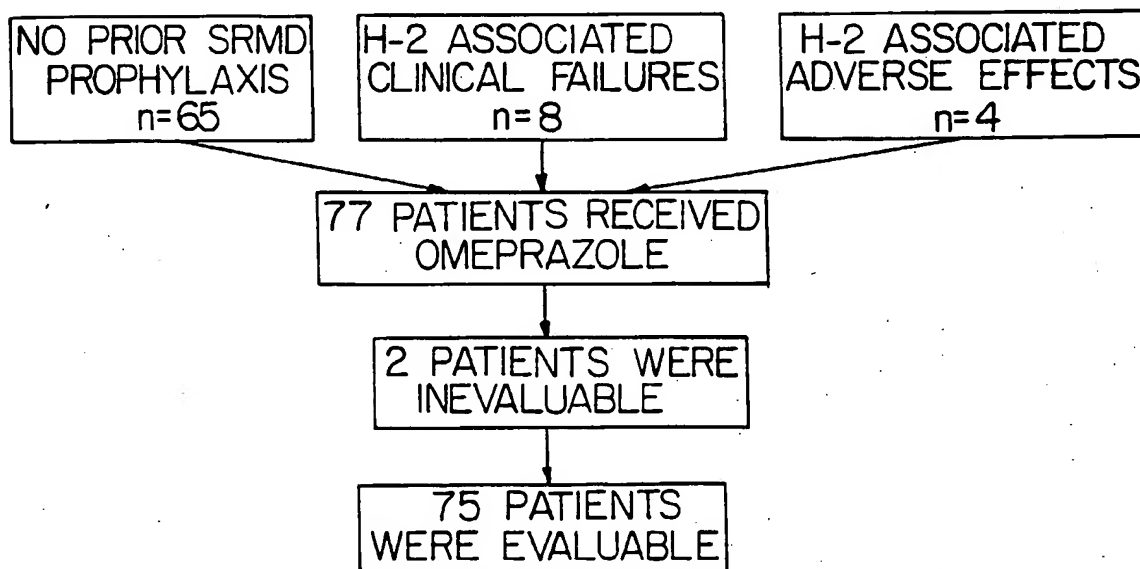 NO PRIOR SRMD
PROPHYLAXIS
n=65
H-2 ASSOCIATED
CLINICAL FAILURES
n=8
H-2 ASSOCIATED
ADVERSE EFFECTS
n=4
77 PATIENTS RECEIVED
OMEPRAZOLE
2 PATIENTS WERE
INEVALUABLE
75 PATIENTS
WERE EVALUABLE